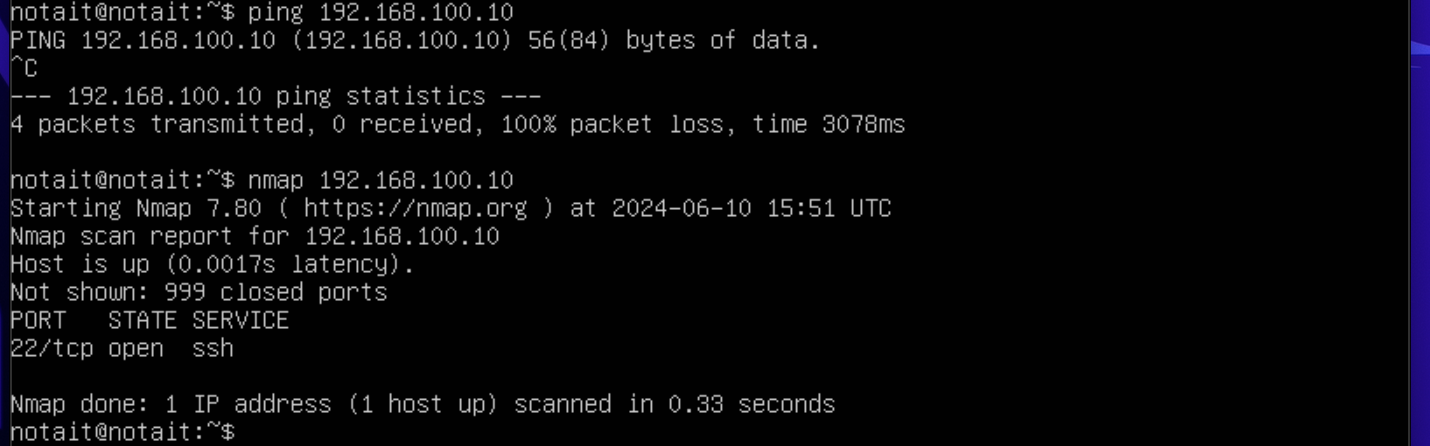 notait@notait:~$ ping 192.168.100.10
PING 192.168.100.10 (192.168.100.10) 56(84) bytes of data.
^C
--- 192.168.100.10 ping statistics ---
4 packets transmitted, 0 received, 100% packet loss, time 3078ms

notait@notait:~$ nmap 192.168.100.10
Starting Nmap 7.80 ( https://nmap.org ) at 2024-06-10 15:51 UTC
Nmap scan report for 192.168.100.10
Host is up (0.0017s latency).
Not shown: 999 closed ports
PORT   STATE SERVICE
22/tcp open  ssh

Nmap done: 1 IP address (1 host up) scanned in 0.33 seconds
notait@notait:~$